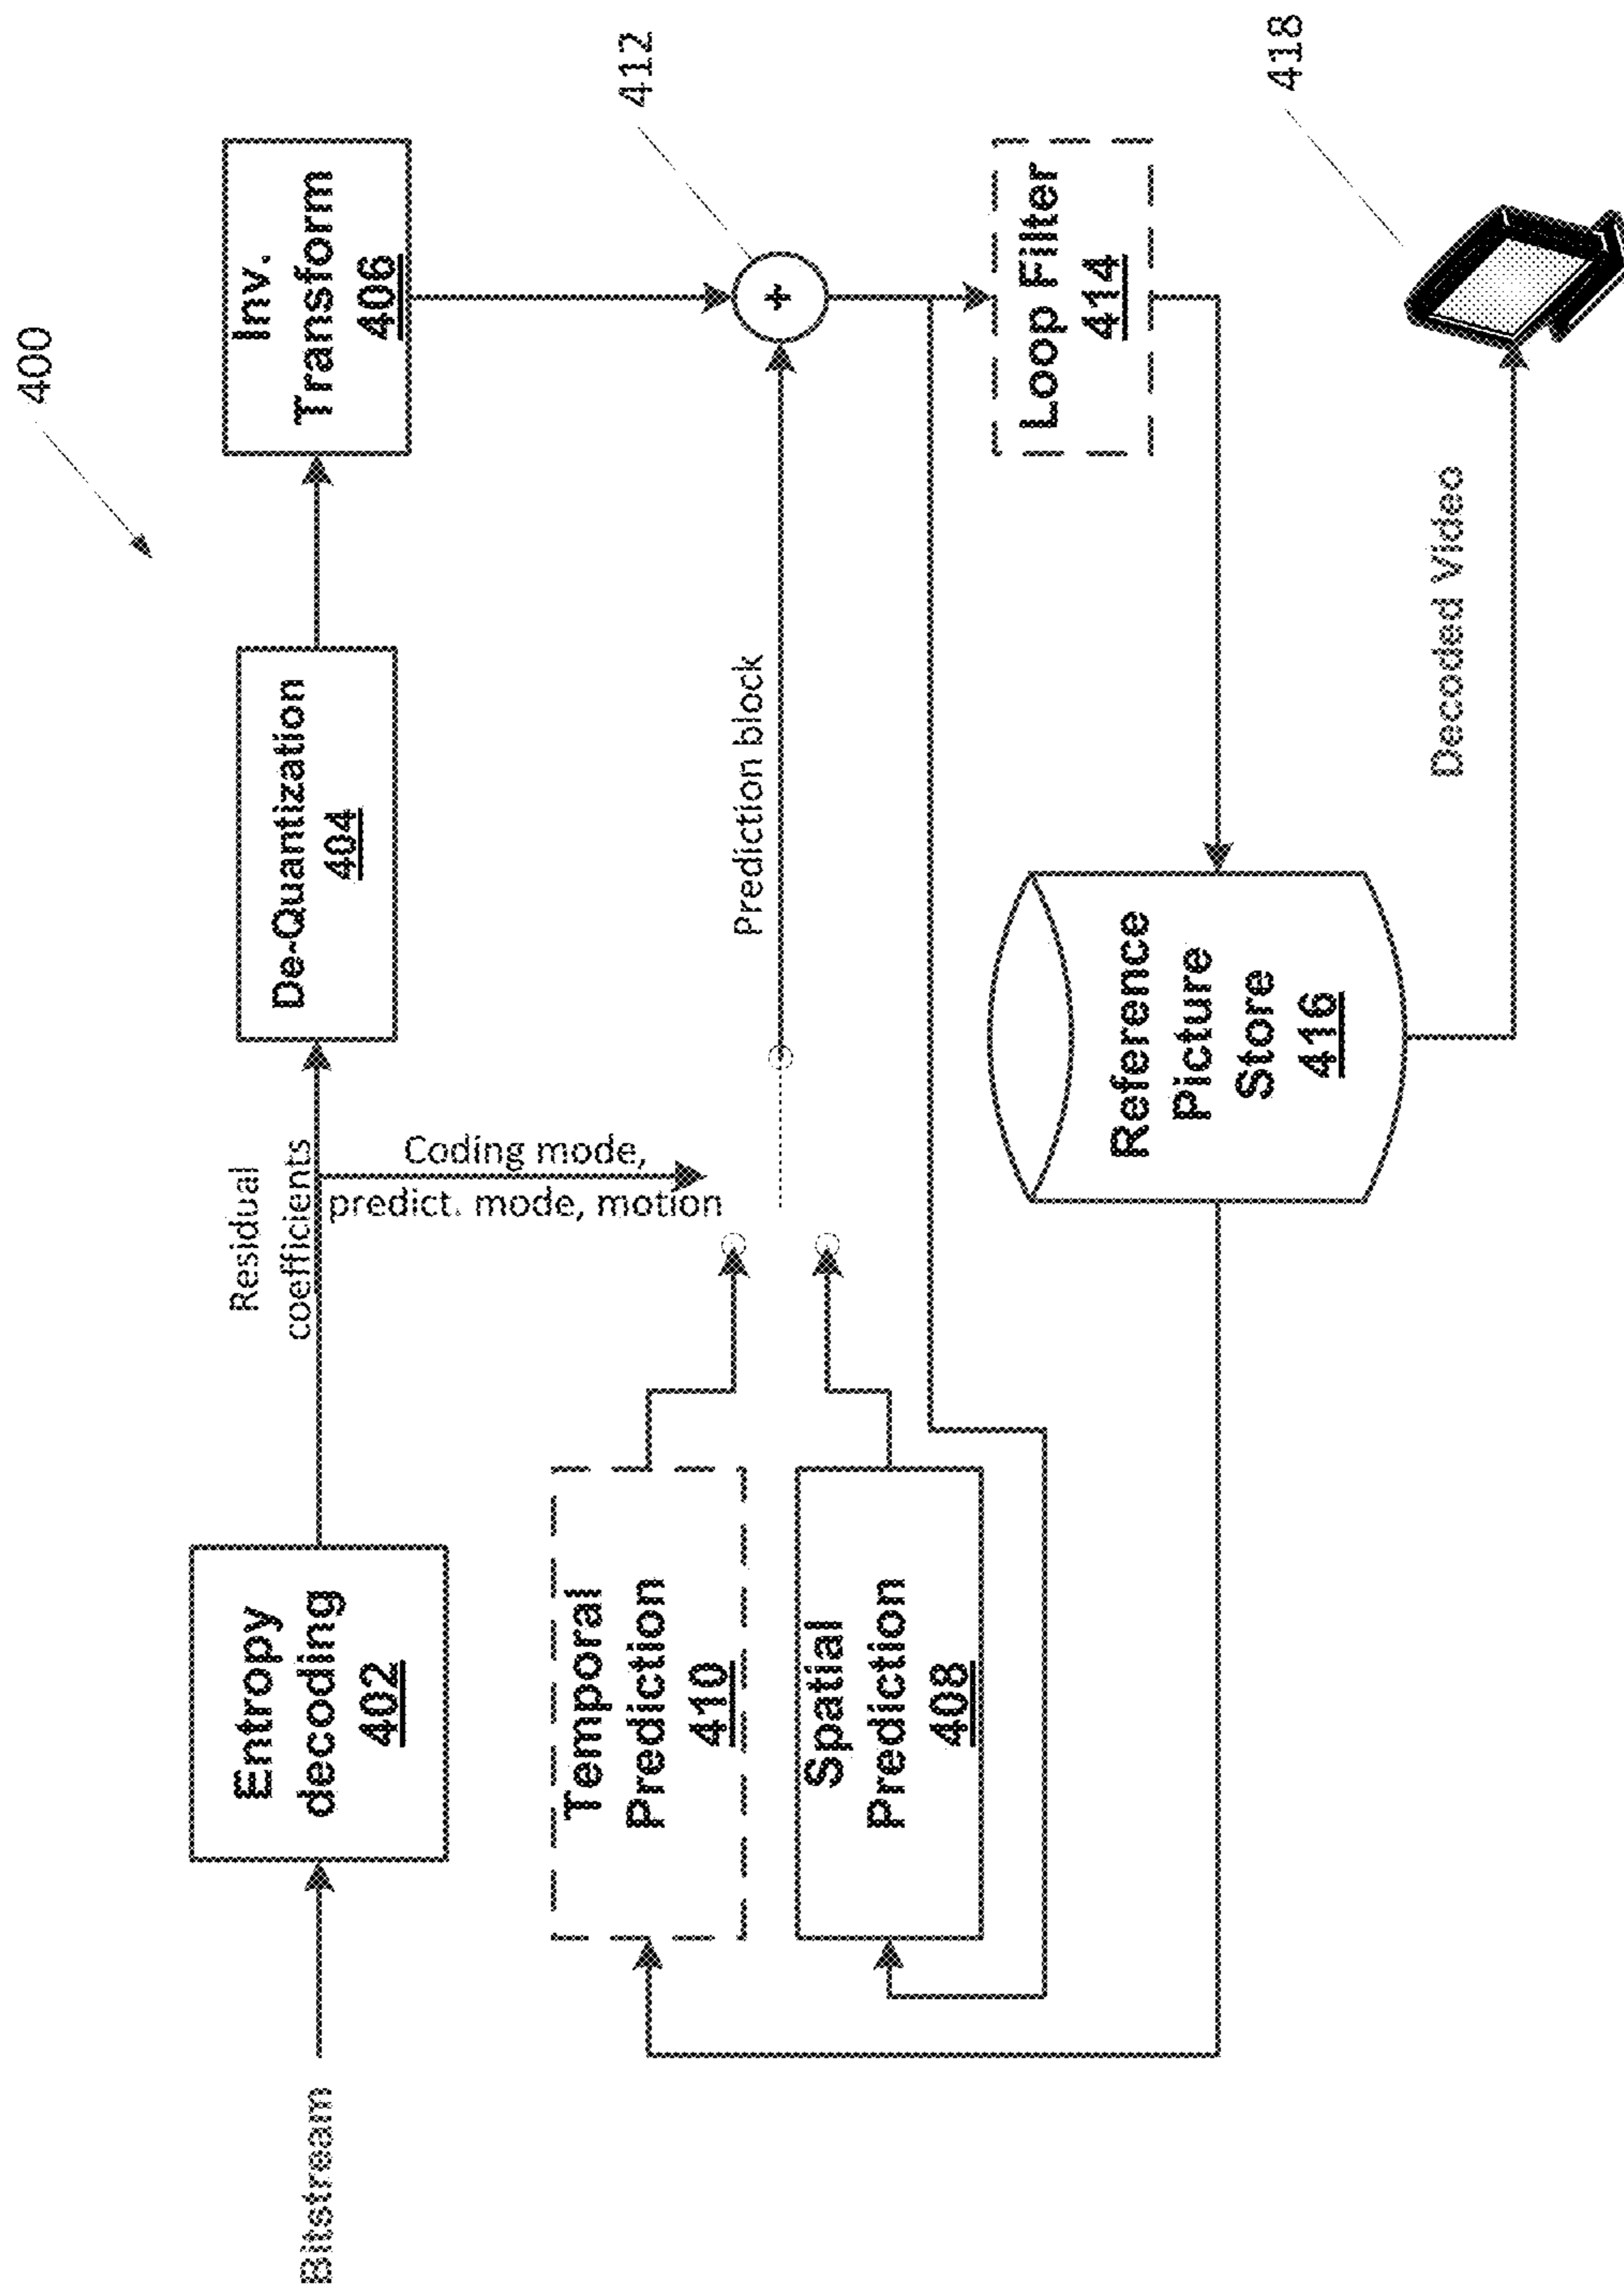 400
Bitstream
Entropy
decoding
402
Residual
coefficients
De-Quantization
404
Inv.
Transform
406
Coding mode,
predict. mode, motion
412
Temporal
Prediction
410
Prediction block
Spatial
Prediction
408
Loop Filter
414
Reference
Picture
Store
416
418
Decoded Video